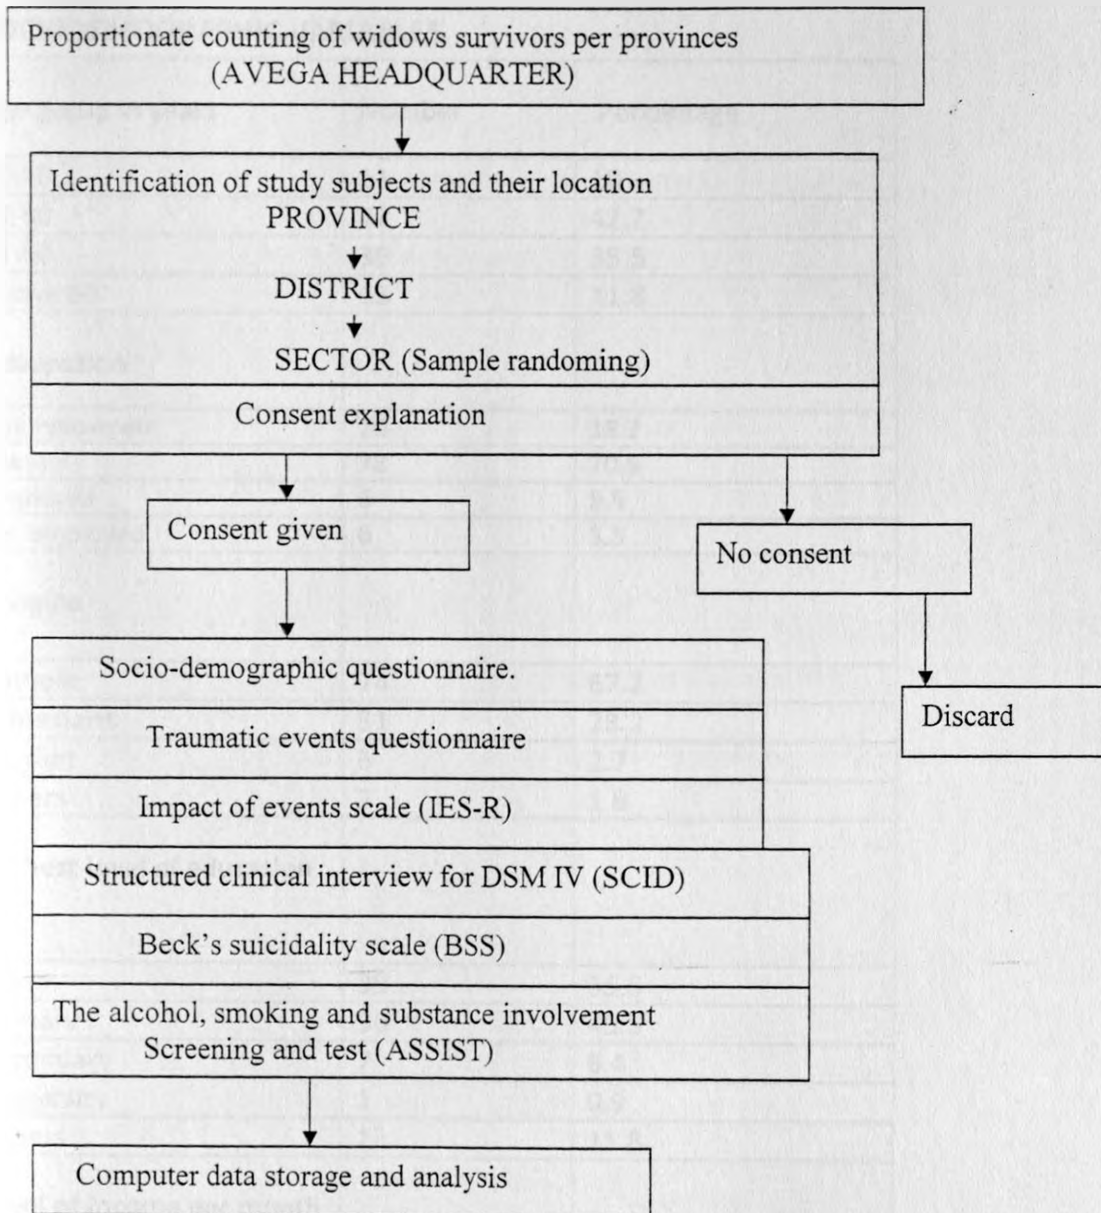 Proportionate counting of widows survivors per provinces
(AVEGA HEADQUARTER)
Identification of study subjects and their location
PROVINCE
DISTRICT
SECTOR (Sample randoming)
Consent explanation
Consent given
No consent
Discard
Socio-demographic questionnaire.
Traumatic events questionnaire
Impact of events scale (IES-R)
Structured clinical interview for DSM IV (SCID)
Beck's suicidality scale (BSS)
The alcohol, smoking and substance involvement
Screening and test (ASSIST)
Computer data storage and analysis